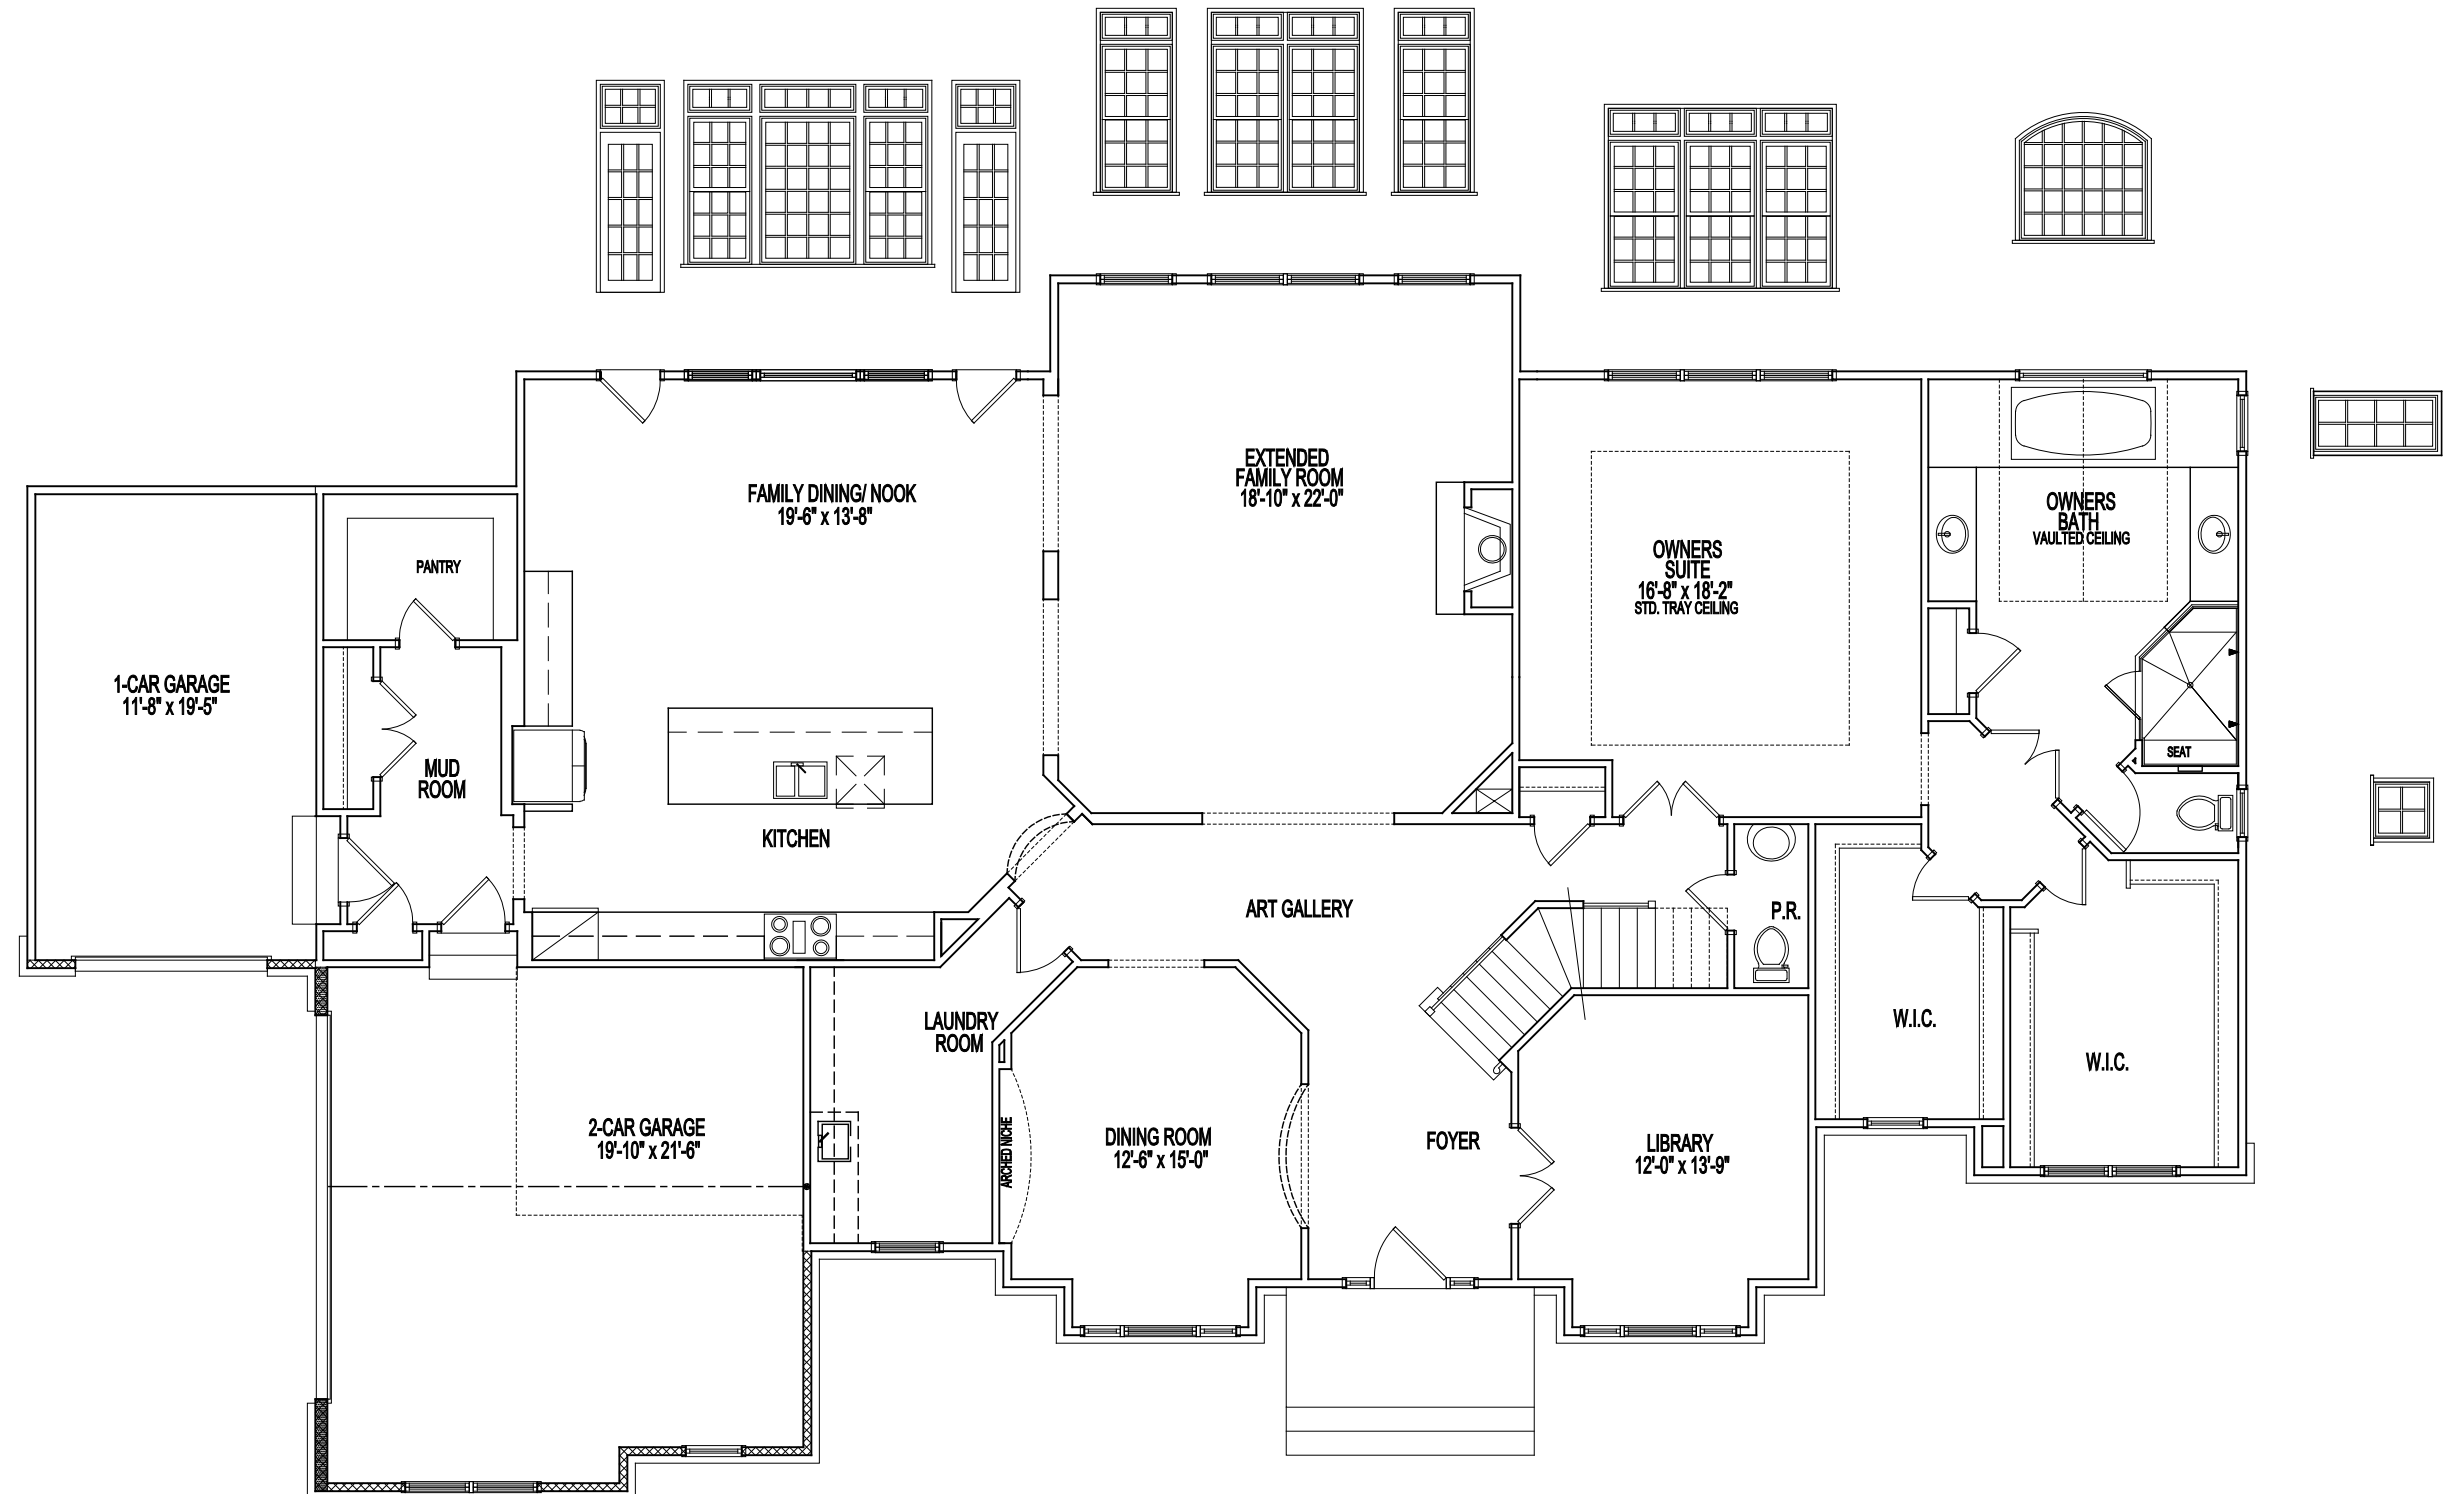 EXTENDED
FAMILY ROOM
18'-10" x 22'-0"
FAMILY DINING/ NOOK
19'-6" x 13'-8"
OWNERS
BATH
VAULTED CEILING
PANTRY
OWNERS
SUITE
16'-8" x 18'-2"
STD. TRAY CEILING
1-CAR GARAGE
11'-8" x 19'-5"
MUD
ROOM
SEAT
KITCHEN
ART GALLERY
P.R.
LAUNDRY
ROOM
W.I.C.
W.I.C.
2-CAR GARAGE
19'-10" x 21'-6"
ARCHED NICHE
DINING ROOM
12'-6" x 15'-0"
FOYER
LIBRARY
12'-0" x 13'-9"